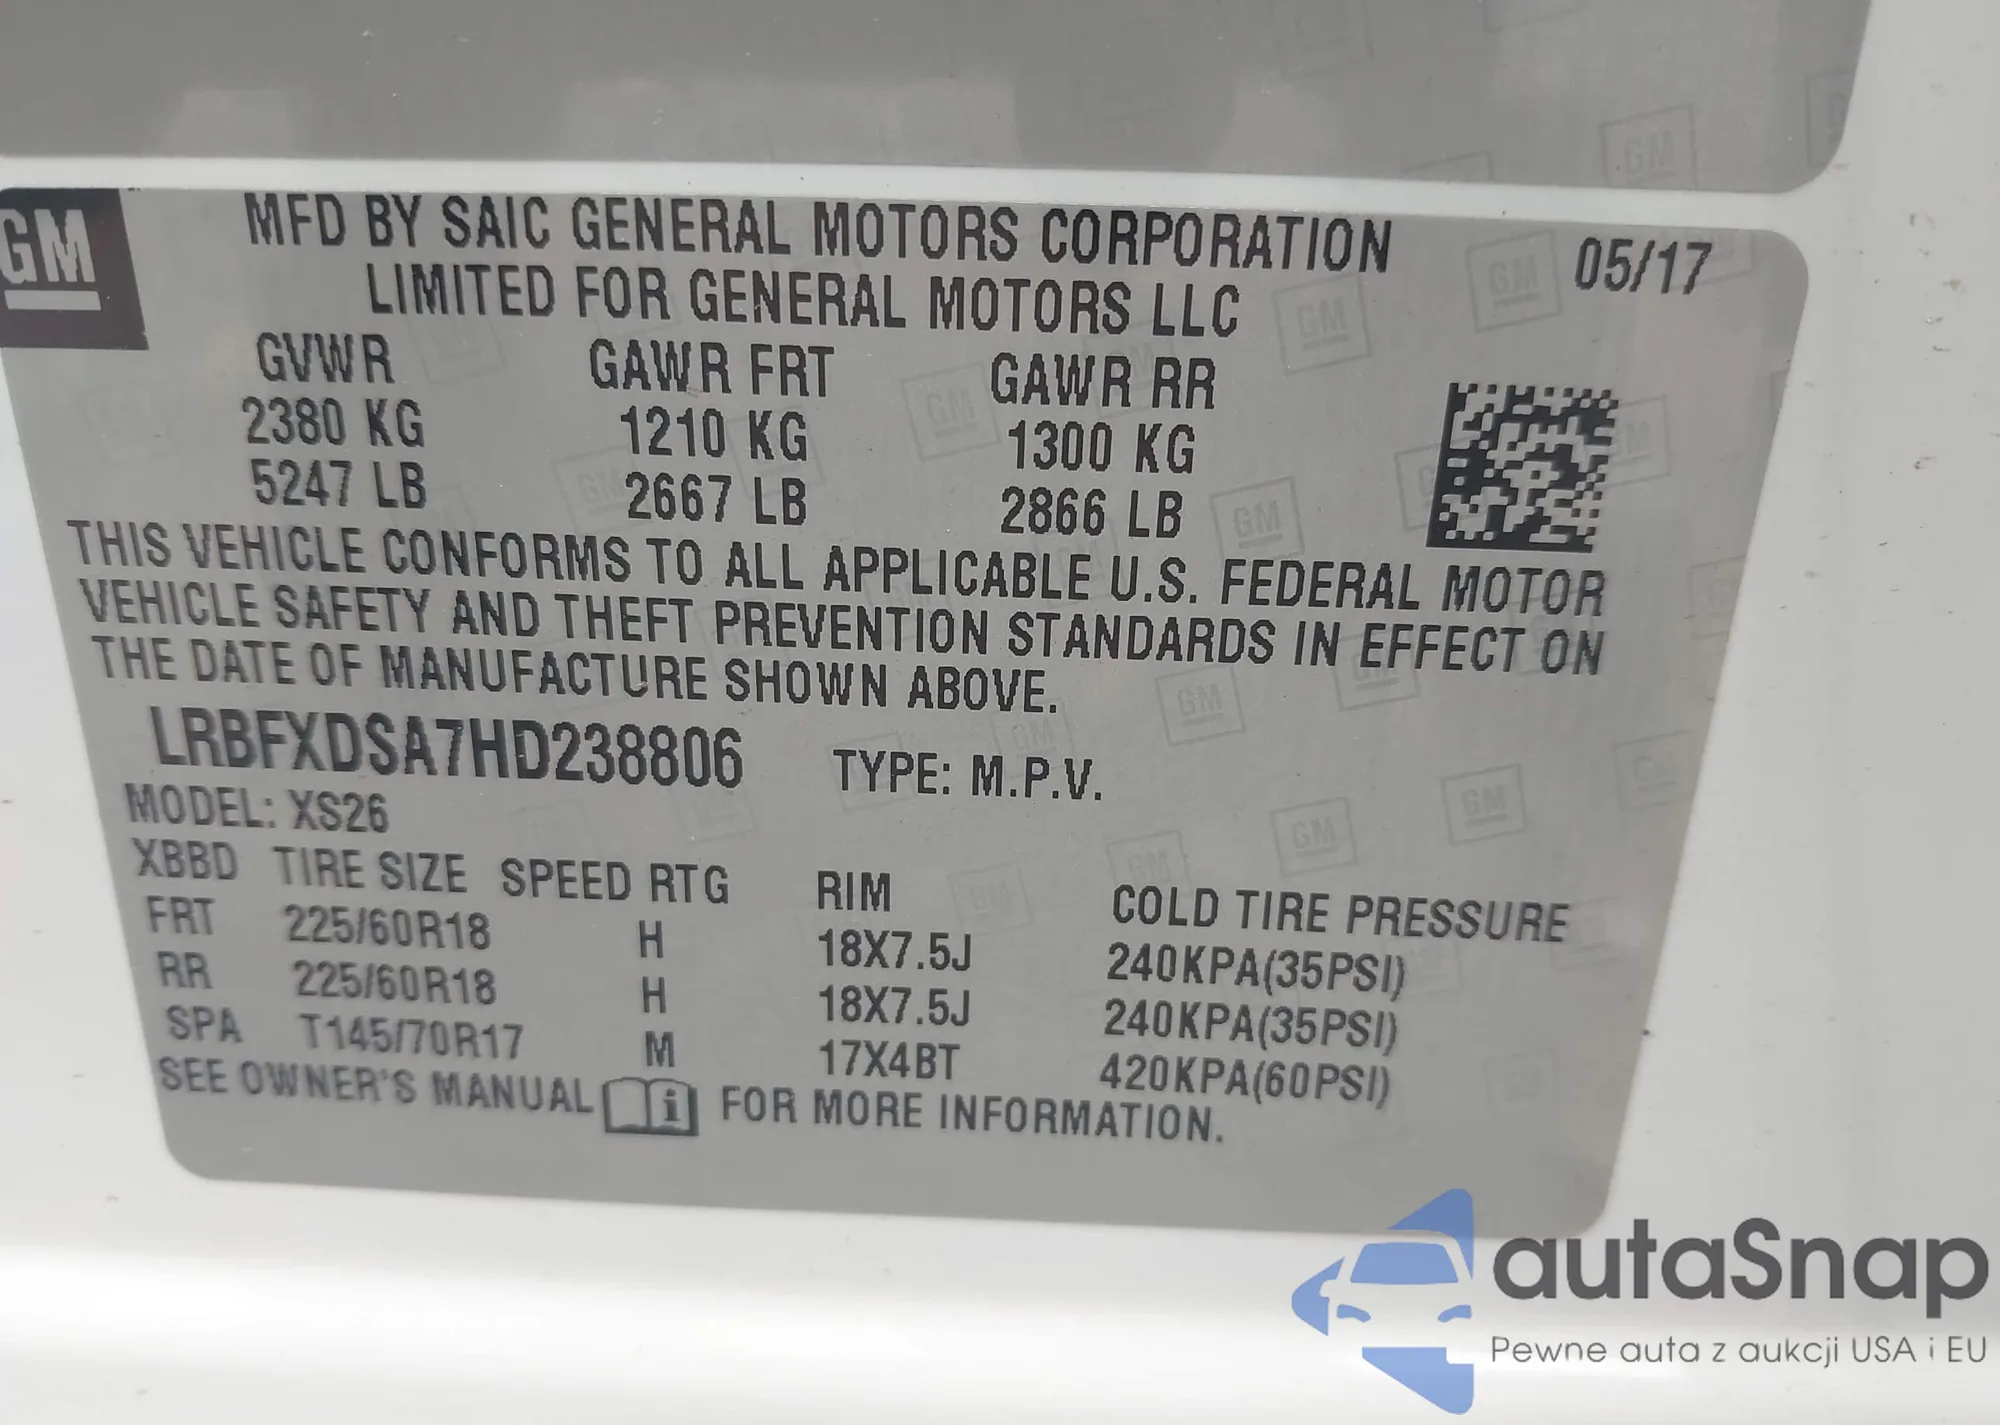 GM
MFD BY SAIC GENERAL MOTORS CORPORATION 05/17
LIMITED FOR GENERAL MOTORS LLC
GVWR GAWR FRT GAWR RR
2380 KG 1210 KG 1300 KG
5247 LB 2667 LB 2866 LB
THIS VEHICLE CONFORMS TO ALL APPLICABLE U.S. FEDERAL MOTOR
VEHICLE SAFETY AND THEFT PREVENTION STANDARDS IN EFFECT ON
THE DATE OF MANUFACTURE SHOWN ABOVE.
LRBFXDSA7HD238806 TYPE: M.P.V.
MODEL: XS26
XBBD TIRE SIZE SPEED RTG RIM COLD TIRE PRESSURE
FRT 225/60R18 H 18X7.5J 240KPA(35PSI)
RR 225/60R18 H 18X7.5J 240KPA(35PSI)
SPA T145/70R17 M 17X4BT 420KPA(60PSI)
SEE OWNER'S MANUAL i FOR MORE INFORMATION.
autaSnap
Pewne auta z aukcji USA i EU